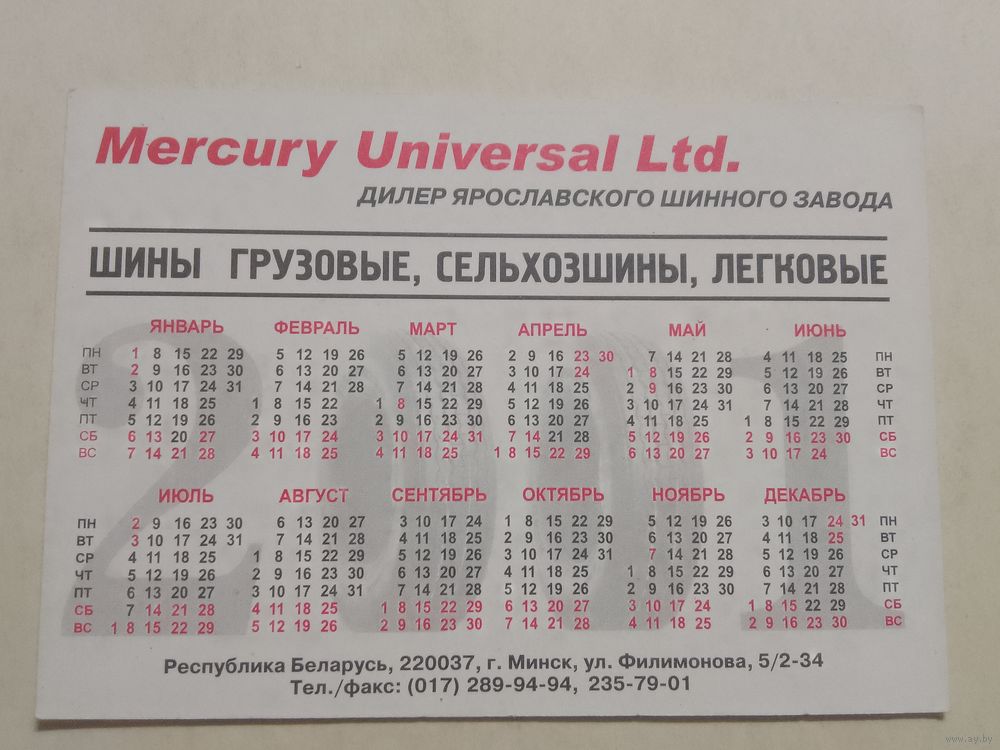 Mercury Universal Ltd.
ДИЛЕР ЯРОСЛАВСКОГО ШИННОГО ЗАВОДА
ШИНЫ ГРУЗОВЫЕ, СЕЛЬХОЗШИНЫ, ЛЕГКОВЫЕ
2001
ЯНВАРЬ ФЕВРАЛЬ МАРТ АПРЕЛЬ МАЙ ИЮНЬ
ПН 1 8 15 22 29 5 12 19 26 5 12 19 26 2 9 16 23 30 7 14 21 28 4 11 18 25 ПН
ВТ 2 9 16 23 30 6 13 20 27 6 13 20 27 3 10 17 24 1 8 15 22 29 5 12 19 26 ВТ
СР 3 10 17 24 31 7 14 21 28 7 14 21 28 4 11 18 25 2 9 16 23 30 6 13 20 27 СР
ЧТ 4 11 18 25 1 8 15 22 1 8 15 22 29 5 12 19 26 3 10 17 24 31 7 14 21 28 ЧТ
ПТ 5 12 19 26 2 9 16 23 2 9 16 23 30 6 13 20 27 4 11 18 25 1 8 15 22 29 ПТ
СБ 6 13 20 27 3 10 17 24 3 10 17 24 31 7 14 21 28 5 12 19 26 2 9 16 23 30 СБ
ВС 7 14 21 28 4 11 18 25 4 11 18 25 1 8 15 22 29 6 13 20 27 3 10 17 24 ВС
ИЮЛЬ АВГУСТ СЕНТЯБРЬ ОКТЯБРЬ НОЯБРЬ ДЕКАБРЬ
ПН 2 9 16 23 30 6 13 20 27 3 10 17 24 1 8 15 22 29 5 12 19 26 3 10 17 24 31 ПН
ВТ 3 10 17 24 31 7 14 21 28 4 11 18 25 2 9 16 23 30 6 13 20 27 4 11 18 25 ВТ
СР 4 11 18 25 1 8 15 22 29 5 12 19 26 3 10 17 24 31 7 14 21 28 5 12 19 26 СР
ЧТ 5 12 19 26 2 9 16 23 30 6 13 20 27 4 11 18 25 1 8 15 22 29 6 13 20 27 ЧТ
ПТ 6 13 20 27 3 10 17 24 31 7 14 21 28 5 12 19 26 2 9 16 23 30 7 14 21 28 ПТ
СБ 7 14 21 28 4 11 18 25 1 8 15 22 29 6 13 20 27 3 10 17 24 1 8 15 22 29 СБ
ВС 1 8 15 22 29 5 12 19 26 2 9 16 23 30 7 14 21 28 4 11 18 25 2 9 16 23 30 ВС
Республика Беларусь, 220037, г. Минск, ул. Филимонова, 5/2-34
Тел./факс: (017) 289-94-94, 235-79-01
www.ay.by